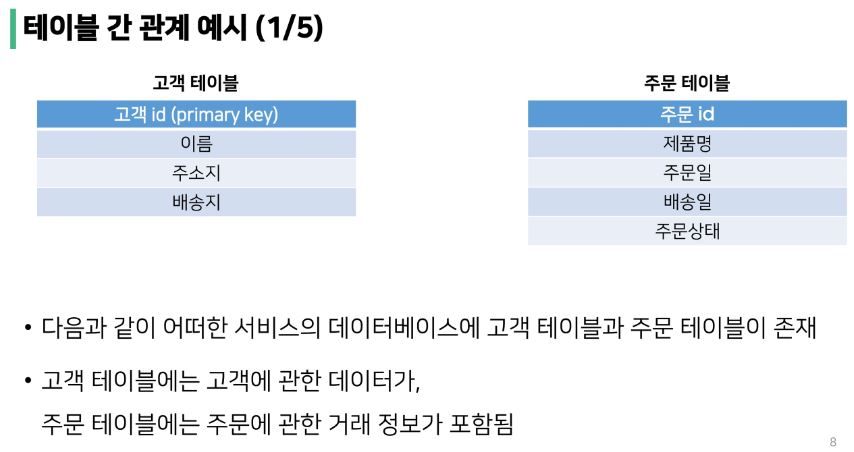 테이블 간 관계 예시 (1/5)
고객 테이블
고객 id (primary key)
이름
주소지
배송지
주문 테이블
주문 id
제품명
주문일
배송일
주문상태
• 다음과 같이 어떠한 서비스의 데이터베이스에 고객 테이블과 주문 테이블이 존재
• 고객 테이블에는 고객에 관한 데이터가,
주문 테이블에는 주문에 관한 거래 정보가 포함됨
8